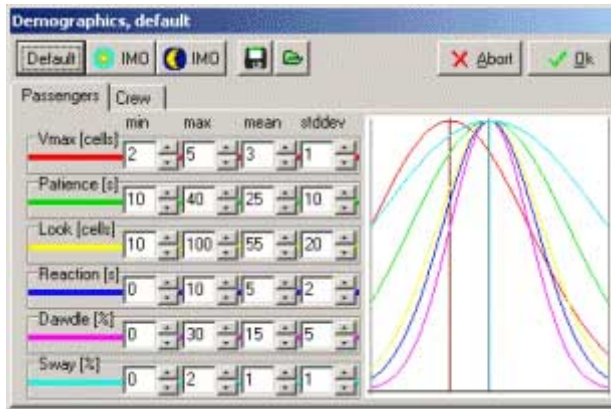 Demographics, default
Default IMO IMO Abort Ok
Passengers Crew
min max mean stddev
Vmax [cells] 2 5 3 1
Patience [s] 10 40 25 10
Look [cells] 10 100 55 20
Reaction [s] 0 10 5 2
Dawdle [%] 0 30 15 5
Sway [%] 0 2 1 1